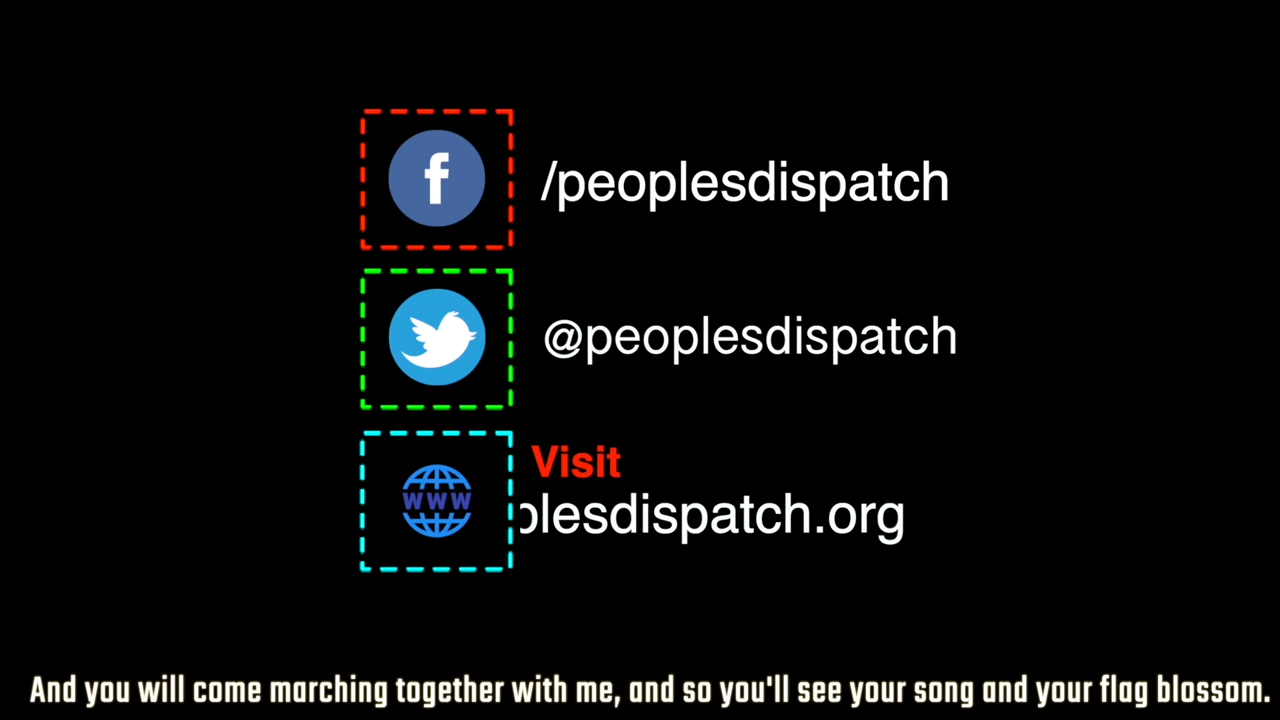 f
/peoplesdispatch
@peoplesdispatch
Visit
www
plesdispatch.org
And you will come marching together with me, and so you'll see your song and your flag blossom.